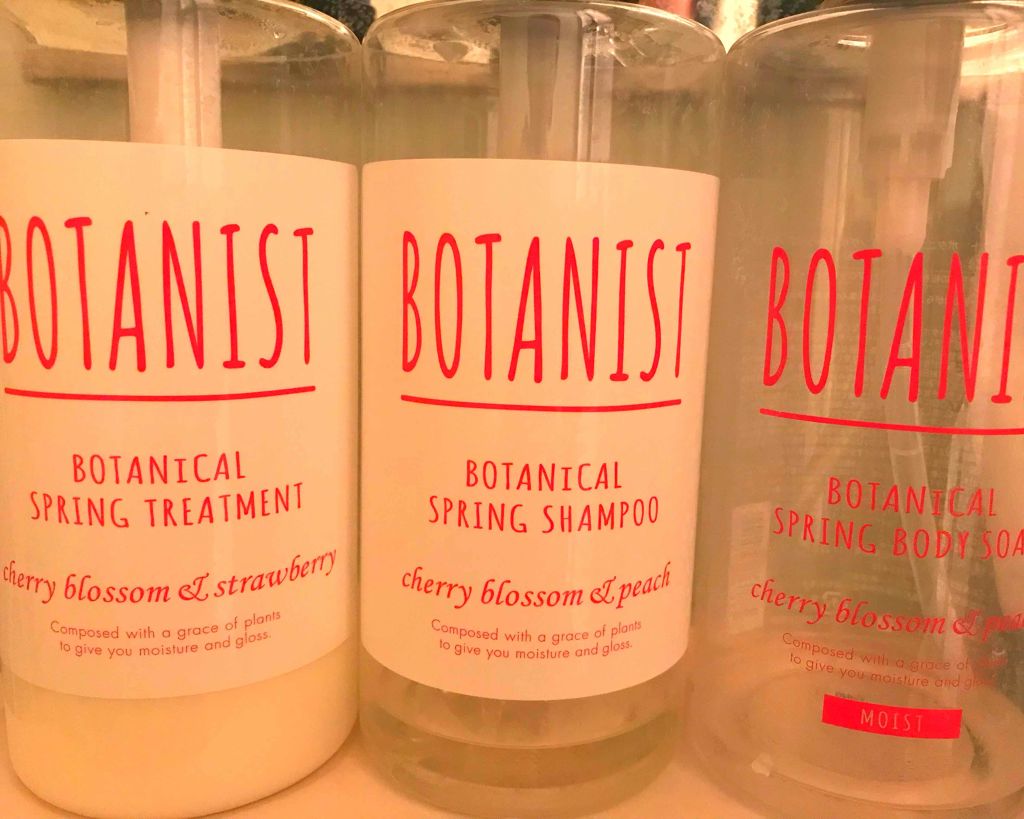 BOTANIST
BOTANICAL
SPRING TREATMENT
cherry blossom & strawberry
Composed with a grace of plants
to give you moisture and gloss.
BOTANIST
BOTANICAL
SPRING SHAMPOO
cherry blossom & peach
Composed with a grace of plants
to give you moisture and gloss.
BOTANI
BOTANICAL
SPRING BODY SOA
cherry blossom & pea
Composed with a grace of
to give you moisture and
MOIST